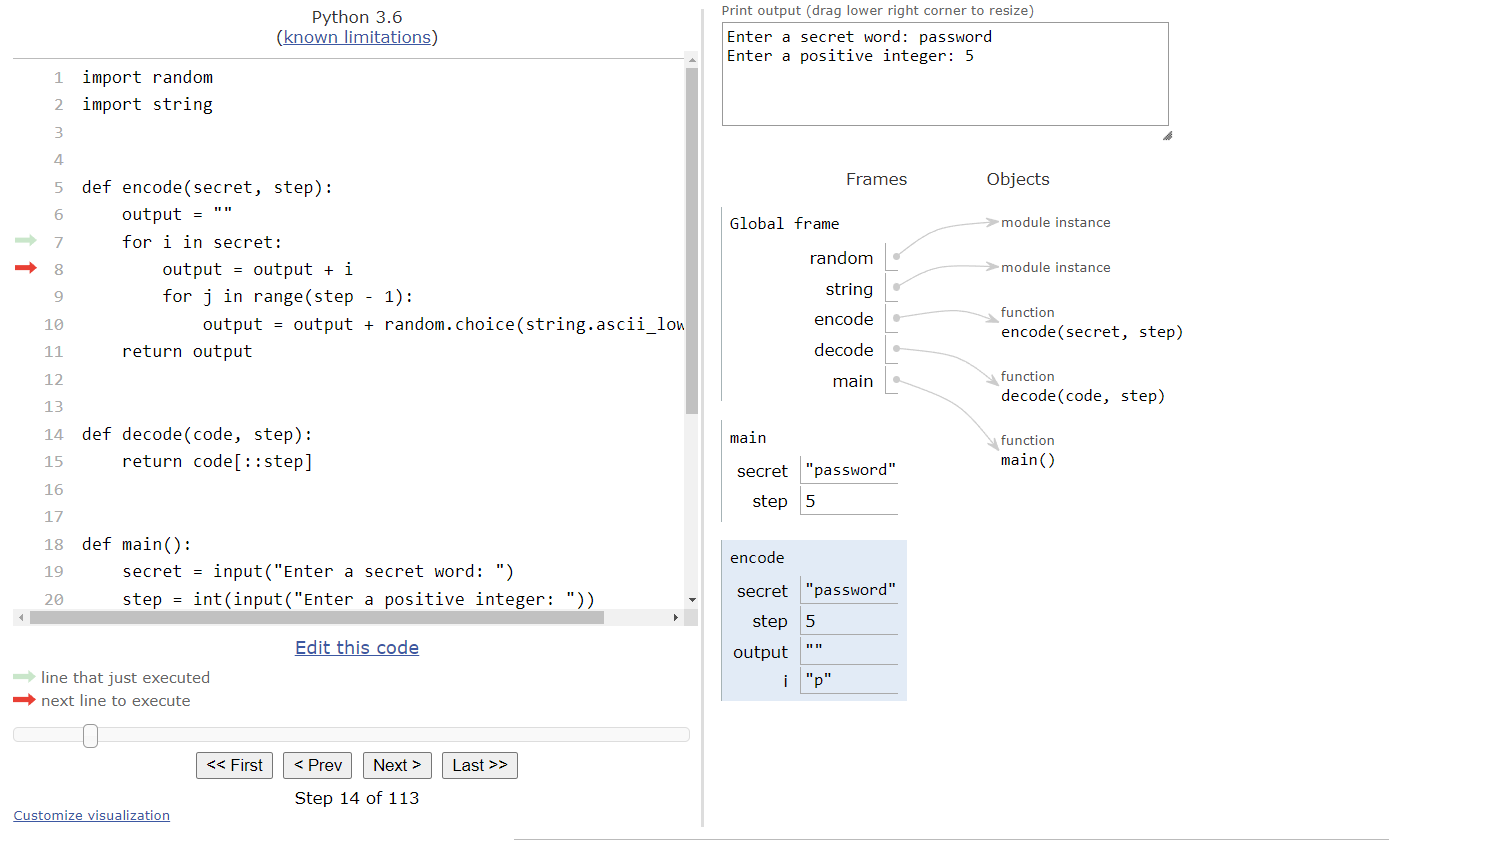 Python 3.6
(known limitations)
1 import random
2 import string
3
4
5 def encode(secret, step):
6     output = ""
7     for i in secret:
8         output = output + i
9         for j in range(step - 1):
10             output = output + random.choice(string.ascii_low
11     return output
12
13
14 def decode(code, step):
15     return code[::step]
16
17
18 def main():
19     secret = input("Enter a secret word: ")
20     step = int(input("Enter a positive integer: "))
Edit this code
line that just executed
next line to execute
<< First < Prev Next > Last >>
Step 14 of 113
Customize visualization
Print output (drag lower right corner to resize)
Enter a secret word: password
Enter a positive integer: 5
Frames Objects
Global frame
random
string
encode
decode
main
module instance
module instance
function
encode(secret, step)
function
decode(code, step)
function
main()
main
secret "password"
step 5
encode
secret "password"
step 5
output ""
i "p"